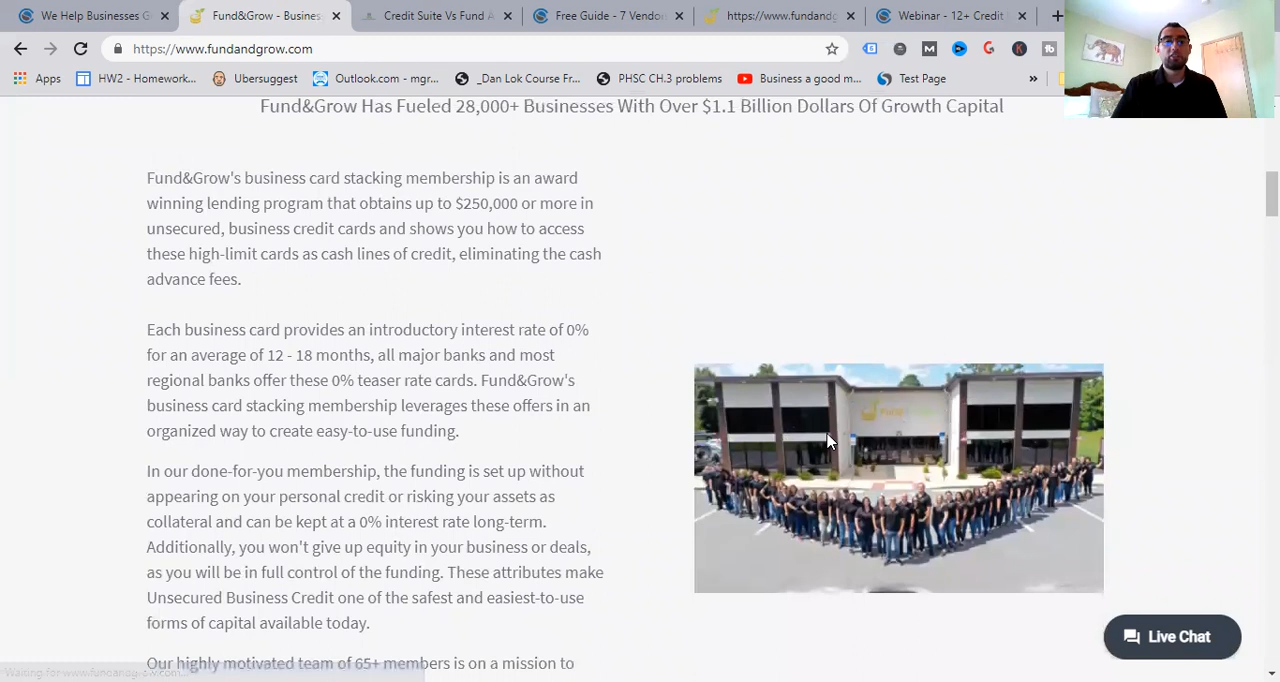 We Help Businesses G
Fund&Grow - Busines
Credit Suite Vs Fund A
Free Guide - 7 Vendor
https://www.fundandg
Webinar - 12+ Credit
https://www.fundandgrow.com
Apps
HW2 - Homework...
Ubersuggest
Outlook.com - mgr...
_Dan Lok Course Fr...
PHSC CH.3 problems
Business a good m...
Test Page
Fund&Grow Has Fueled 28,000+ Businesses With Over $1.1 Billion Dollars Of Growth Capital
Fund&Grow's business card stacking membership is an award
winning lending program that obtains up to $250,000 or more in
unsecured, business credit cards and shows you how to access
these high-limit cards as cash lines of credit, eliminating the cash
advance fees.
Each business card provides an introductory interest rate of 0%
for an average of 12 - 18 months, all major banks and most
regional banks offer these 0% teaser rate cards. Fund&Grow's
business card stacking membership leverages these offers in an
organized way to create easy-to-use funding.
In our done-for-you membership, the funding is set up without
appearing on your personal credit or risking your assets as
collateral and can be kept at a 0% interest rate long-term.
Additionally, you won't give up equity in your business or deals,
as you will be in full control of the funding. These attributes make
Unsecured Business Credit one of the safest and easiest-to-use
forms of capital available today.
Our highly motivated team of 65+ members is on a mission to
Live Chat
Waiting for www.fundandgrow.com...